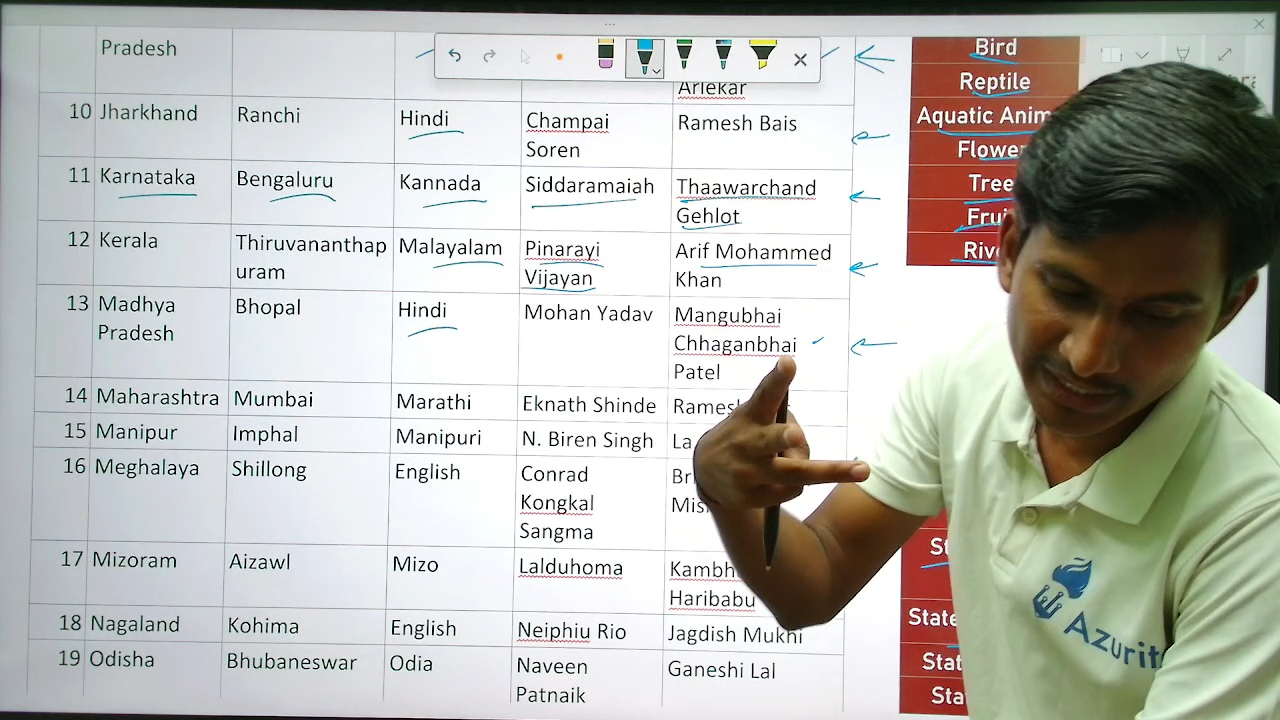 Pradesh
Arlekar
10 Jharkhand Ranchi Hindi Champai Ramesh Bais
Soren
11 Karnataka Bengaluru Kannada Siddaramaiah Thaawarchand
Gehlot
12 Kerala Thiruvananthap Malayalam Pinarayi Arif Mohammed
uram Vijayan Khan
13 Madhya Bhopal Hindi Mohan Yadav Mangubhai
Pradesh Chhaganbhai
Patel
14 Maharashtra Mumbai Marathi Eknath Shinde
15 Manipur Imphal Manipuri N. Biren Singh La
16 Meghalaya Shillong English Conrad
Kongkal
Sangma
17 Mizoram Aizawl Mizo Lalduhoma
Haribabu
18 Nagaland Kohima English Neiphiu Rio Jagdish Mukhi
19 Odisha Bhubaneswar Odia Naveen Ganeshi Lal
Patnaik
Bird
Reptile
Aquatic Anim
Flower
Tree
Frui
Rive
St
State
Stat
Sta
Azurit